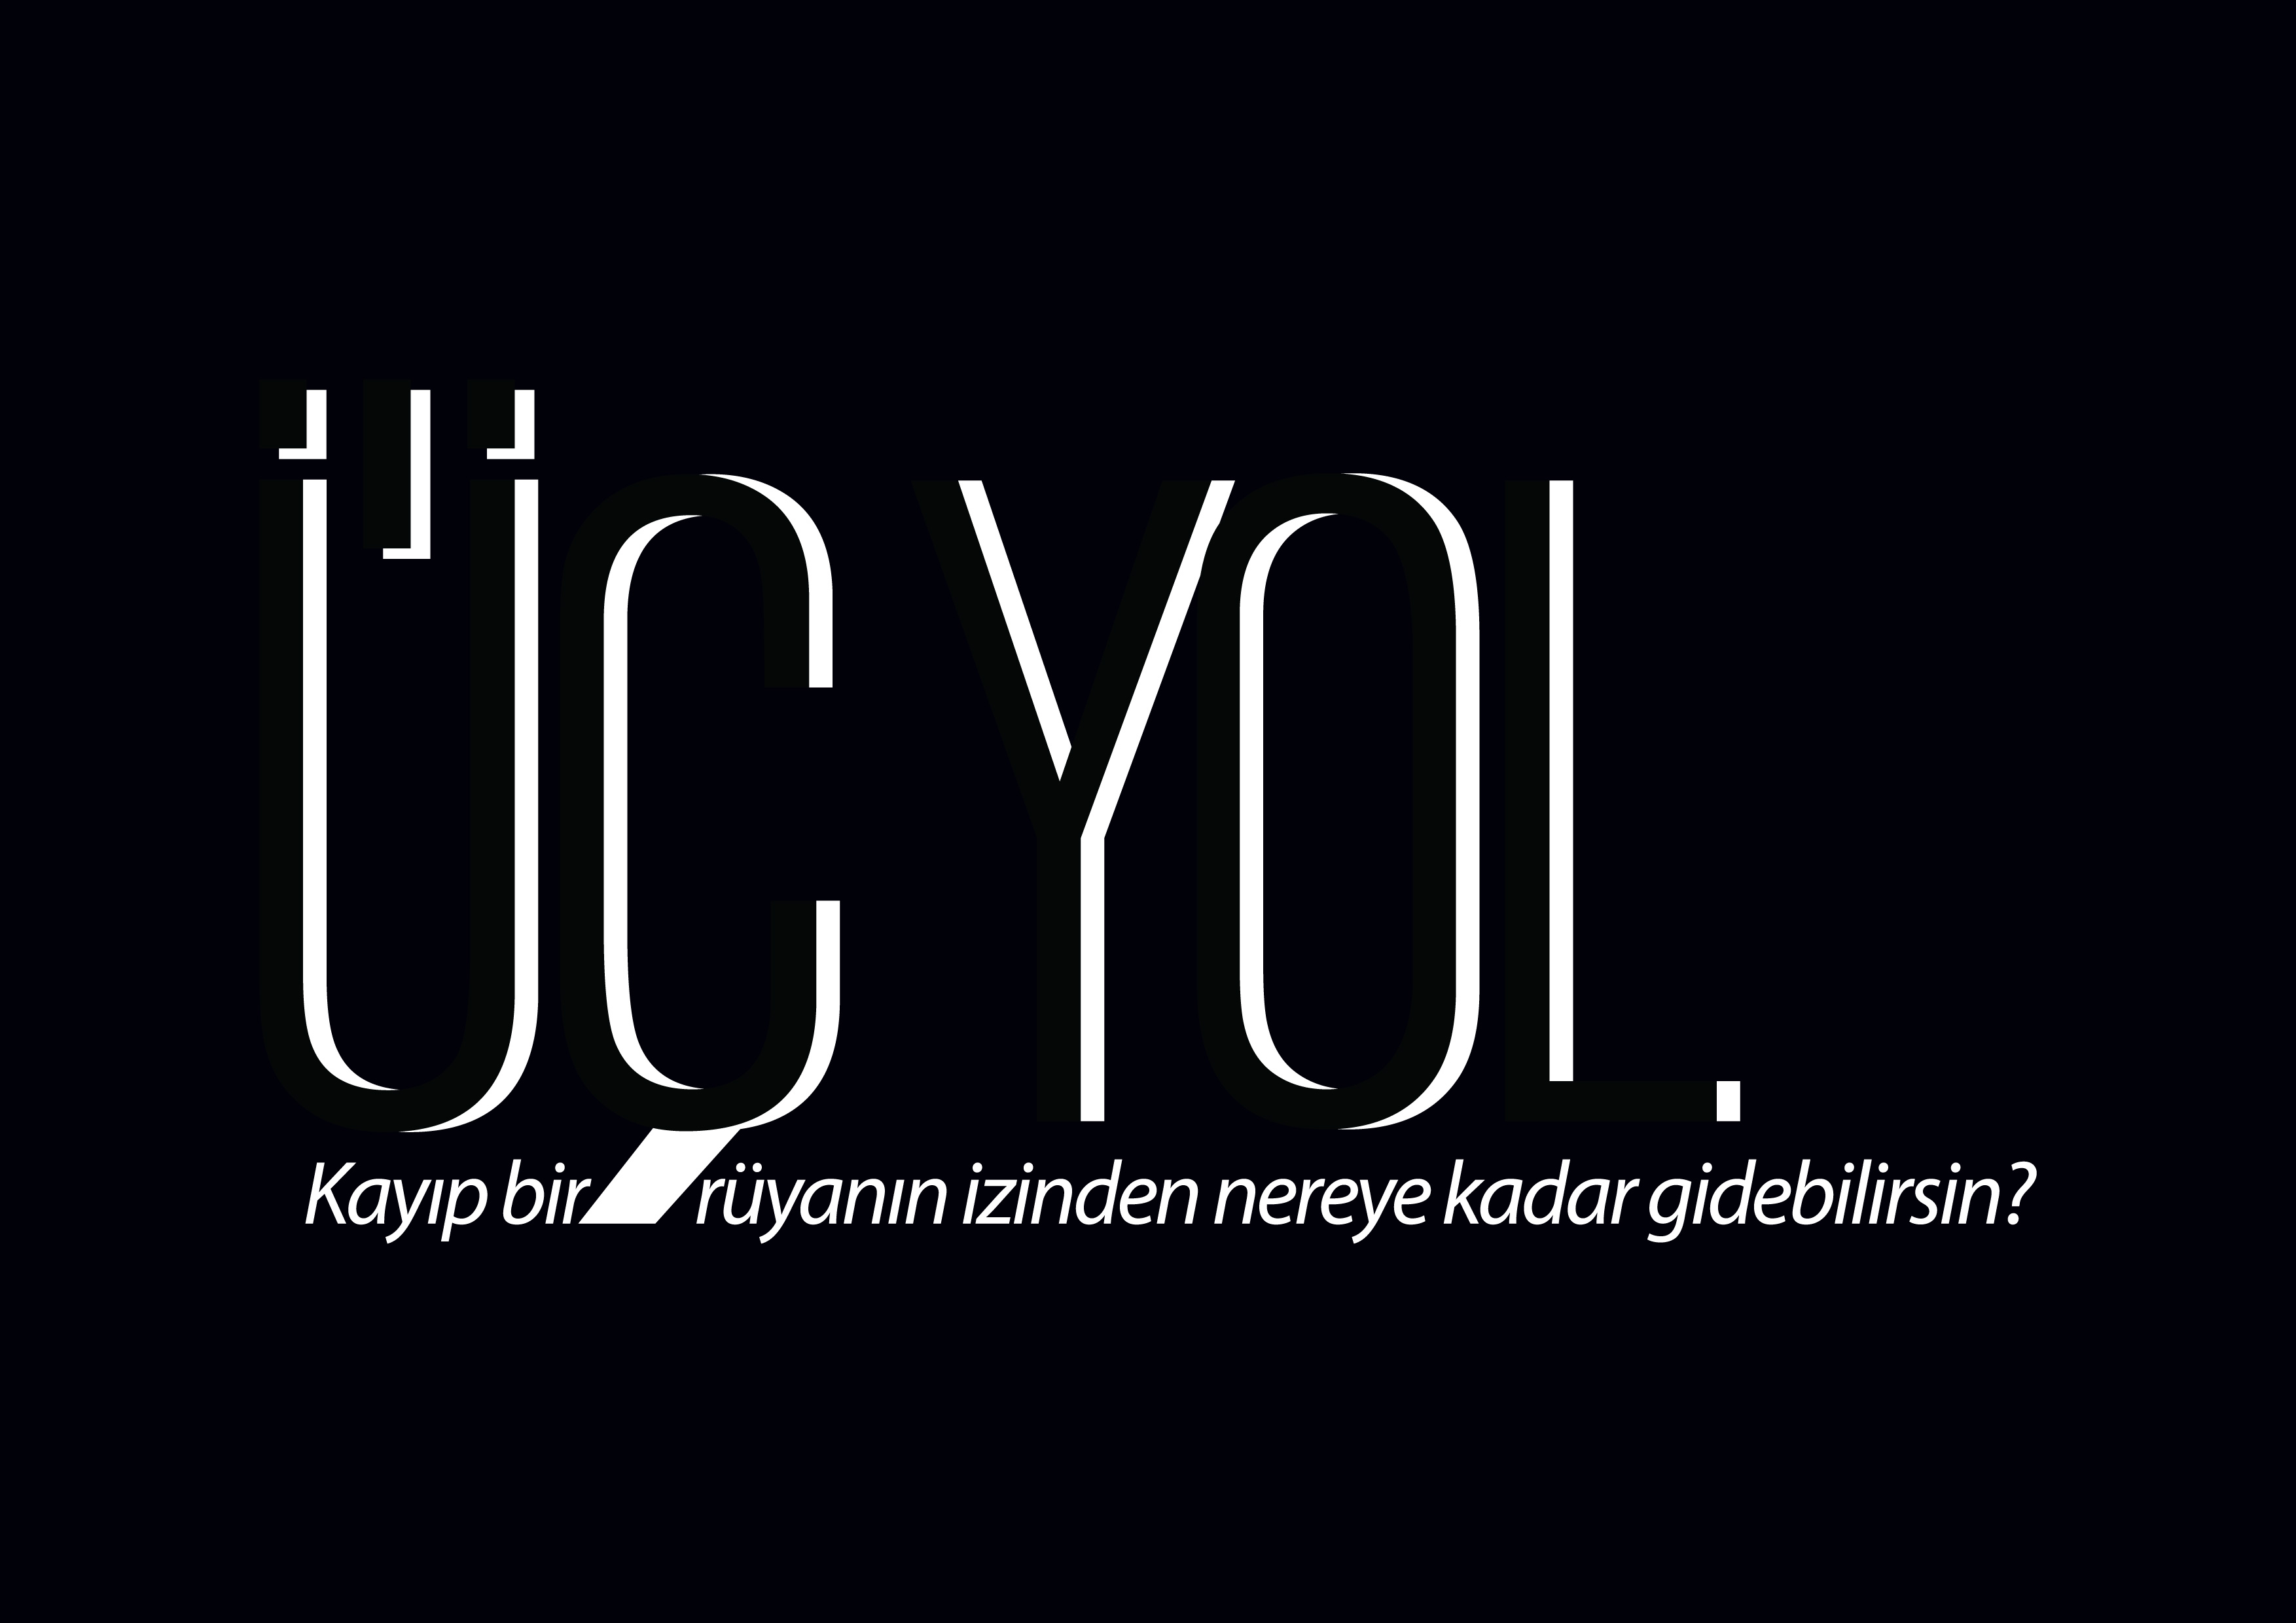 ÜÇ YOL
Kayıp bir rüyanın izinden nereye kadar gidebilirsin?